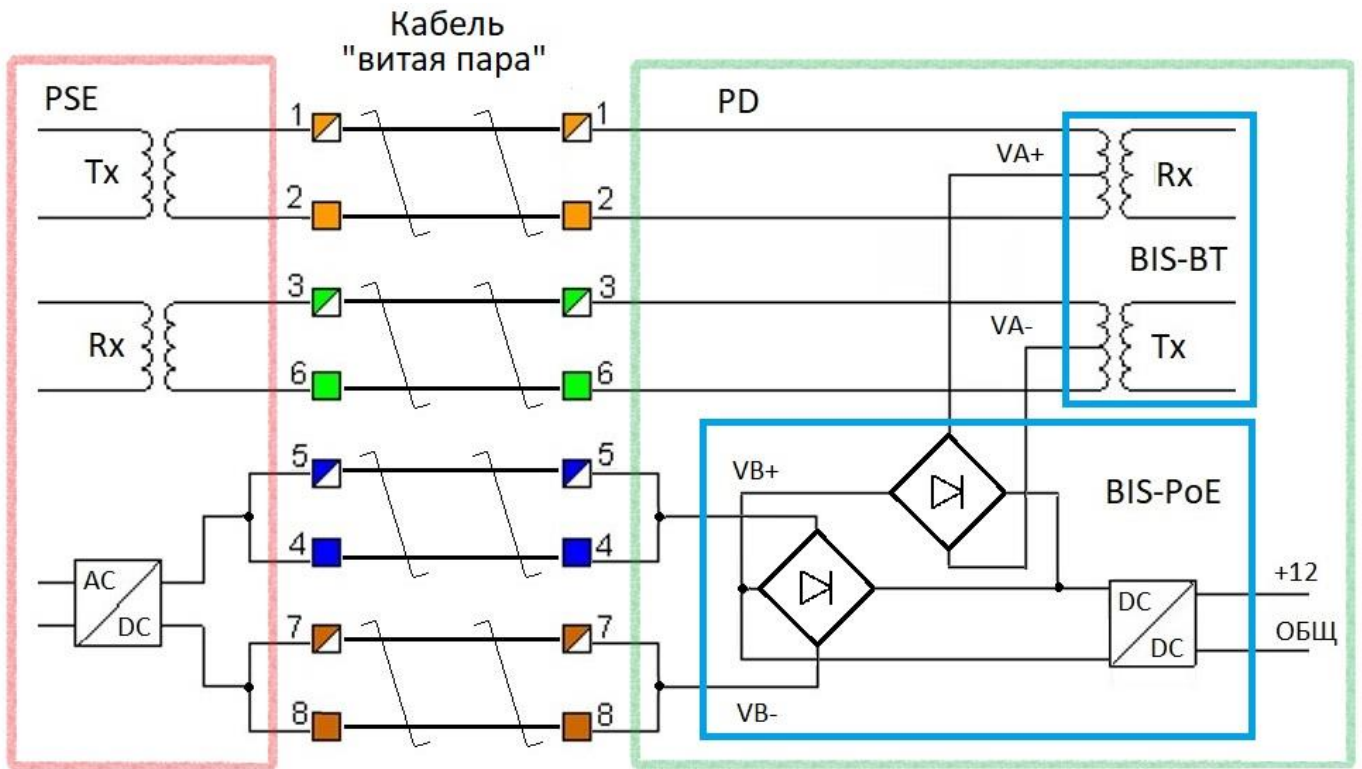 Кабель
"витая пара"
PSE
PD
1
1
VA+
Tx
Rx
2
2
BIS-BT
3
3
VA-
Rx
Tx
6
6
5
5
VB+
BIS-PoE
4
4
AC
DC
DC
DC
+12
ОБЩ
7
7
VB-
8
8